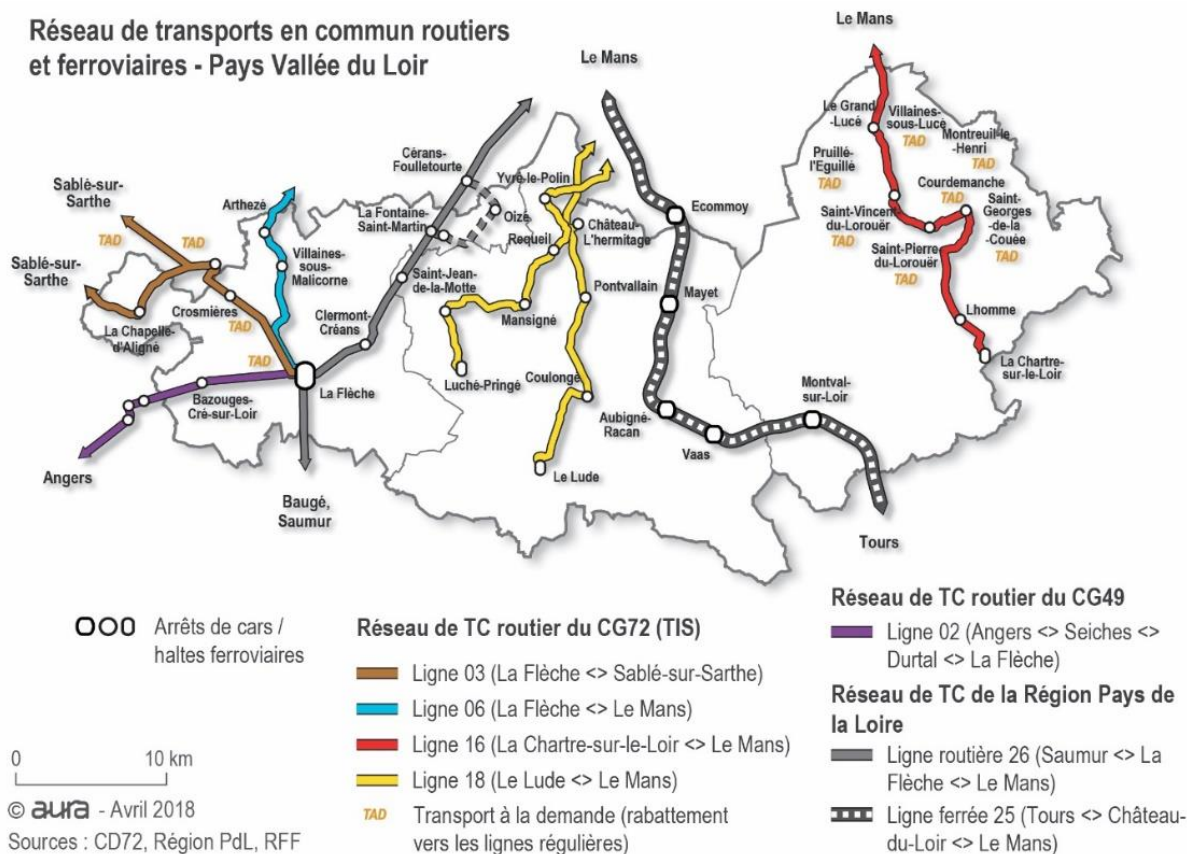 Réseau de transports en commun routiers
et ferroviaires - Pays Vallée du Loir
Le Mans
Le Mans
Le Grand
-Lucé
Villaines-
sous-Lucé
TAD
Montreuil-le
-Henri
TAD
Pruillé-
l'Eguillé
TAD
Courdemanche
TAD
Saint-
Georges
-de-la
-Couée
TAD
Saint-Vincent
du-Lorouër
TAD
Saint-Pierre
du-Lorouër
TAD
Lhomme
La Chartre
-sur-le-Loir
Cérans-
Foulletourte
Yvré-le-Polin
Oizé
La Fontaine-
Saint-Martin
Requeil
Château-
L'hermitage
Ecommoy
Sablé-sur-
Sarthe
TAD
TAD
Arthezé
Villaines-
sous-
Malicorne
Sablé-sur-
Sarthe
Saint-Jean-
de-la-Motte
Pontvallain
Mayet
Crosmières
TAD
La Chapelle-
d'Aligné
TAD
Clermont-
Créans
Mansigné
Luché-Pringé
Coulongé
Montval-
sur-Loir
La Flèche
Bazouges-
Cré-sur-Loir
Aubigné-
Racan
Vaas
Le Lude
Angers
Baugé,
Saumur
Tours
Arrêts de cars /
haltes ferroviaires
0
10 km
© aura - Avril 2018
Sources : CD72, Région PdL, RFF
Réseau de TC routier du CG72 (TIS)
Ligne 03 (La Flèche <> Sablé-sur-Sarthe)
Ligne 06 (La Flèche <> Le Mans)
Ligne 16 (La Chartre-sur-le-Loir <> Le Mans)
Ligne 18 (Le Lude <> Le Mans)
TAD Transport à la demande (rabattement
vers les lignes régulières)
Réseau de TC routier du CG49
Ligne 02 (Angers <> Seiches <>
Durtal <> La Flèche)
Réseau de TC de la Région Pays de
la Loire
Ligne routière 26 (Saumur <> La
Flèche <> Le Mans)
Ligne ferrée 25 (Tours <> Château-
du-Loir <> Le Mans)